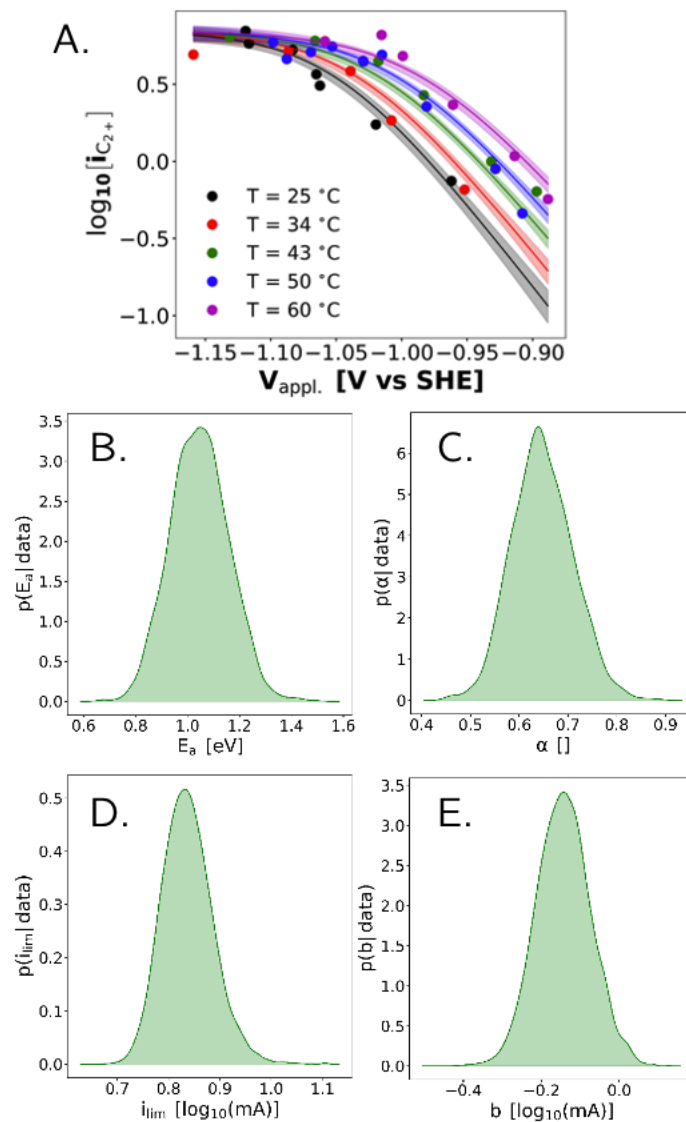 A.
log₁₀[i_C₂₊]
0.5
0.0
−0.5
−1.0
T = 25 °C
T = 34 °C
T = 43 °C
T = 50 °C
T = 60 °C
−1.15 −1.10 −1.05 −1.00 −0.95 −0.90
V_appl. [V vs SHE]
B.
p(E_a|data)
3.5
3.0
2.5
2.0
1.5
1.0
0.5
0.0
0.6 0.8 1.0 1.2 1.4 1.6
E_a [eV]
C.
p(α|data)
6
5
4
3
2
1
0
0.4 0.5 0.6 0.7 0.8 0.9
α []
D.
p(i_lim|data)
0.5
0.4
0.3
0.2
0.1
0.0
0.7 0.8 0.9 1.0 1.1
i_lim [log₁₀(mA)]
E.
p(b|data)
3.5
3.0
2.5
2.0
1.5
1.0
0.5
0.0
−0.4 −0.2 0.0
b [log₁₀(mA)]